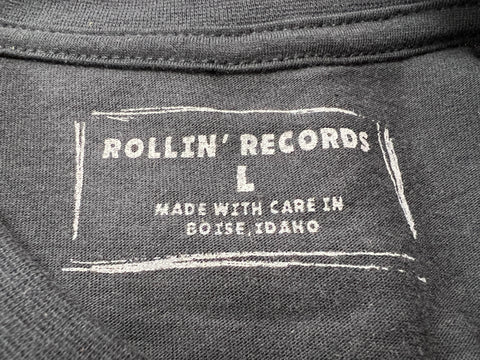 ROLLIN' RECORDS
L
MADE WITH CARE IN
BOISE, IDAHO